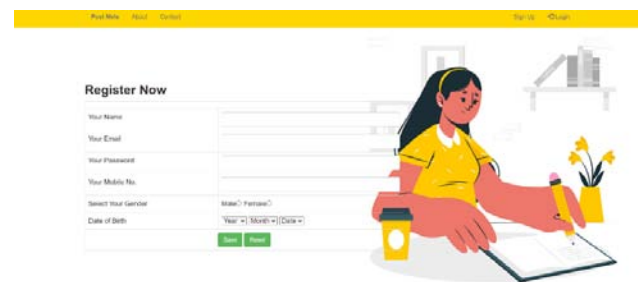 Post Note About Contact Sign Up Login
Register Now
Your Name
Your Email
Your Password
Your Mobile No.
Select Your Gender Male Female
Date of Birth Year Month Date
Save Reset